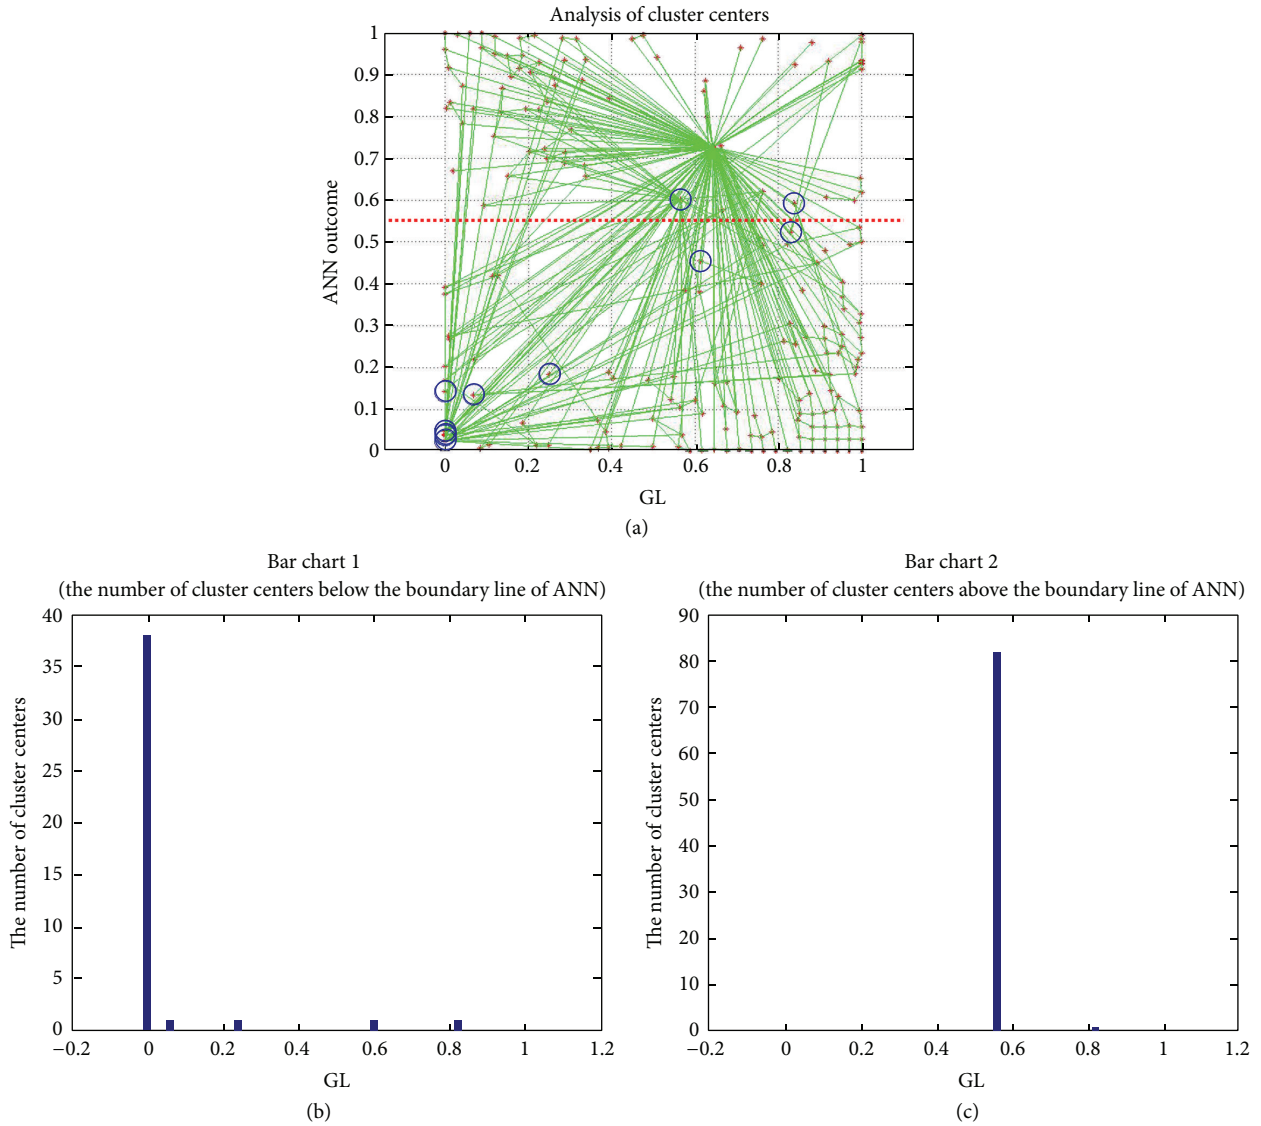 Analysis of cluster centers
1
0.9
0.8
0.7
0.6
0.5
0.4
0.3
0.2
0.1
0
ANN outcome
0 0.2 0.4 0.6 0.8 1
GL
(a)
Bar chart 1
(the number of cluster centers below the boundary line of ANN)
40
35
30
25
20
15
10
5
0
The number of cluster centers
−0.2 0 0.2 0.4 0.6 0.8 1 1.2
GL
(b)
Bar chart 2
(the number of cluster centers above the boundary line of ANN)
90
80
70
60
50
40
30
20
10
0
The number of cluster centers
−0.2 0 0.2 0.4 0.6 0.8 1 1.2
GL
(c)